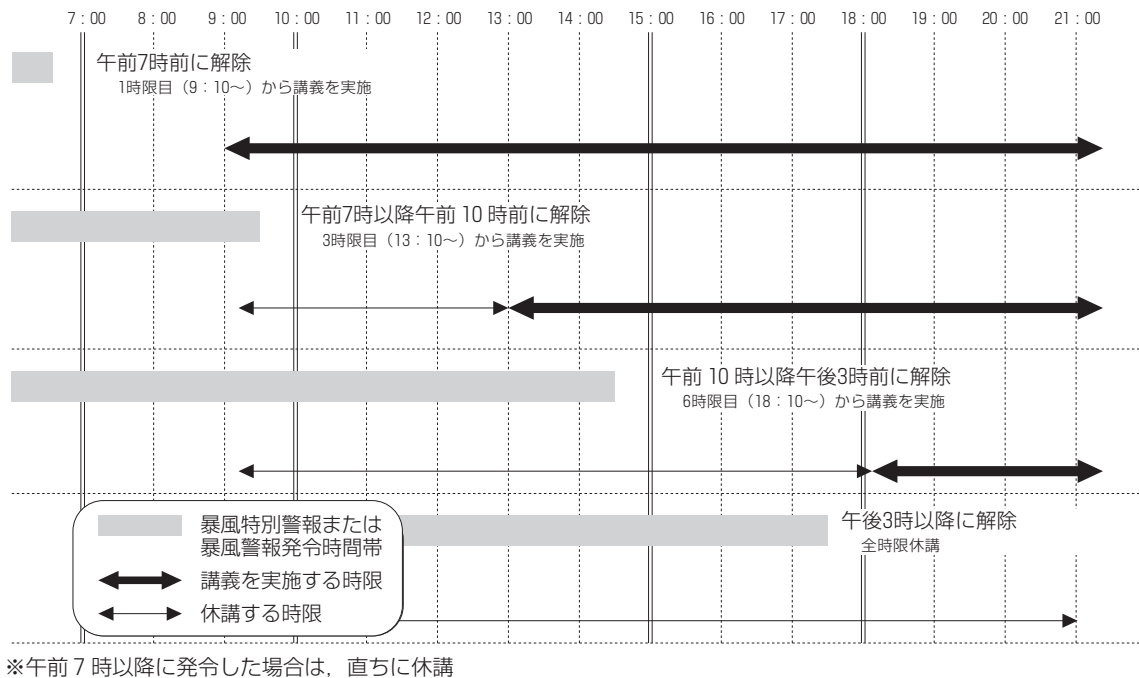 7：00 8：00 9：00 10：00 11：00 12：00 13：00 14：00 15：00 16：00 17：00 18：00 19：00 20：00 21：00
午前7時前に解除
1時限目（9：10～）から講義を実施
午前7時以降午前 10 時前に解除
3時限目（13：10～）から講義を実施
午前 10 時以降午後3時前に解除
6時限目（18：10～）から講義を実施
午後3時以降に解除
全時限休講
暴風特別警報または
暴風警報発令時間帯
講義を実施する時限
休講する時限
※午前７時以降に発令した場合は，直ちに休講